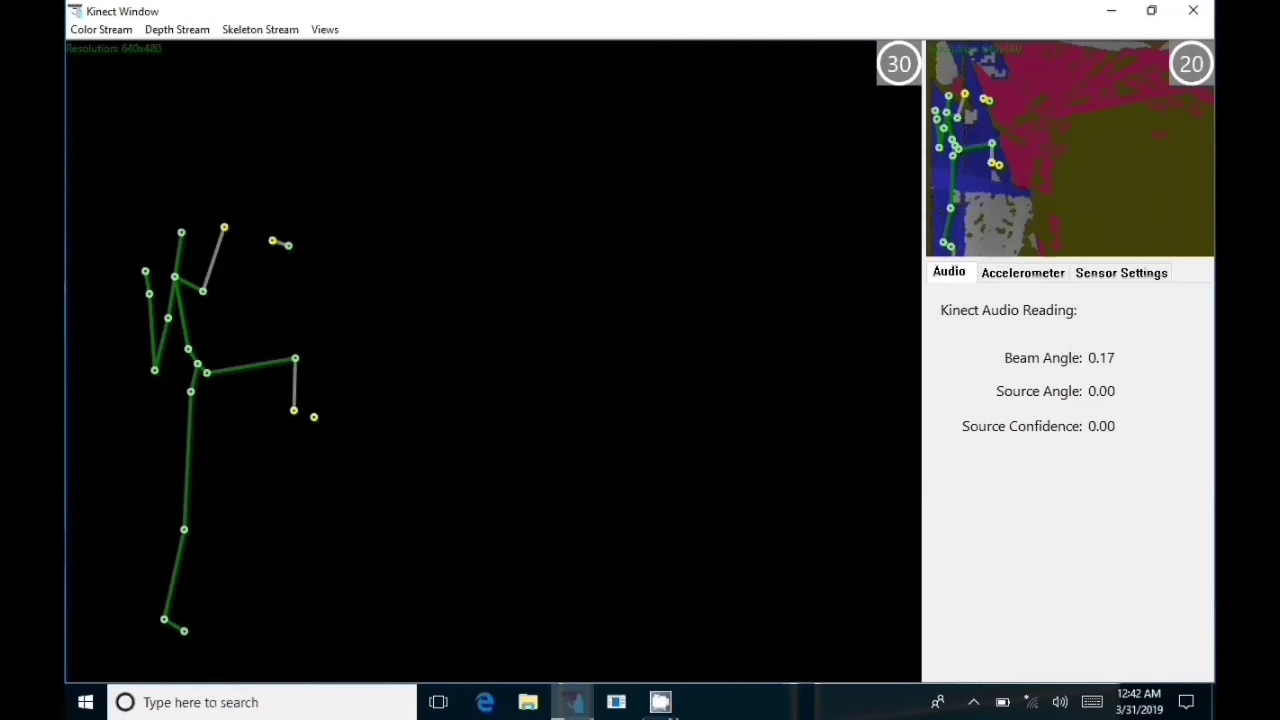 Kinect Window
Color Stream Depth Stream Skeleton Stream Views
Resolution: 640x480
30
20
Audio Accelerometer Sensor Settings
Kinect Audio Reading:
Beam Angle: 0.17
Source Angle: 0.00
Source Confidence: 0.00
Type here to search
12:42 AM
3/31/2019